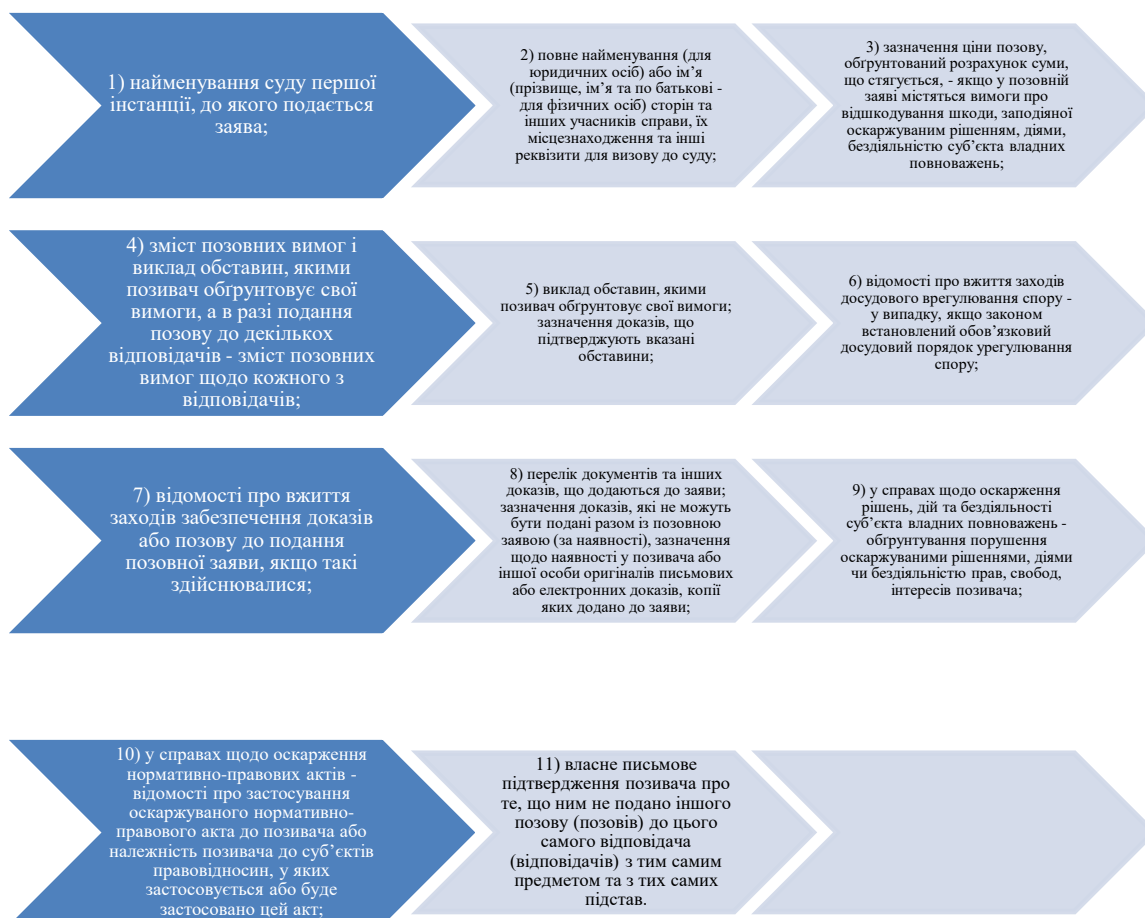 1) найменування суду першої
інстанції, до якого подається
заява;
2) повне найменування (для
юридичних осіб) або ім’я
(прізвище, ім’я та по батькові -
для фізичних осіб) сторін та
інших учасників справи, їх
місцезнаходження та інші
реквізити для визову до суду;
3) зазначення ціни позову,
обґрунтований розрахунок суми,
що стягується, - якщо у позовній
заяві містяться вимоги про
відшкодування шкоди, заподіяної
оскаржуваним рішенням, діями,
бездіяльністю суб’єкта владних
повноважень;
4) зміст позовних вимог і
виклад обставин, якими
позивач обґрунтовує свої
вимоги, а в разі подання
позову до декількох
відповідачів - зміст позовних
вимог щодо кожного з
відповідачів;
5) виклад обставин, якими
позивач обґрунтовує свої вимоги;
зазначення доказів, що
підтверджують вказані
обставини;
6) відомості про вжиття заходів
досудового врегулювання спору -
у випадку, якщо законом
встановлений обов’язковий
досудовий порядок урегулювання
спору;
7) відомості про вжиття
заходів забезпечення доказів
або позову до подання
позовної заяви, якщо такі
здійснювалися;
8) перелік документів та інших
доказів, що додаються до заяви;
зазначення доказів, які не можуть
бути подані разом із позовною
заявою (за наявності), зазначення
щодо наявності у позивача або
іншої особи оригіналів письмових
або електронних доказів, копії
яких додано до заяви;
9) у справах щодо оскарження
рішень, дій та бездіяльності
суб’єкта владних повноважень -
обґрунтування порушення
оскаржуваними рішеннями, діями
чи бездіяльністю прав, свобод,
інтересів позивача;
10) у справах щодо оскарження
нормативно-правових актів -
відомості про застосування
оскаржуваного нормативно-
правового акта до позивача або
належність позивача до суб’єктів
правовідносин, у яких
застосовується або буде
застосовано цей акт;
11) власне письмове
підтвердження позивача про
те, що ним не подано іншого
позову (позовів) до цього
самого відповідача
(відповідачів) з тим самим
предметом та з тих самих
підстав.